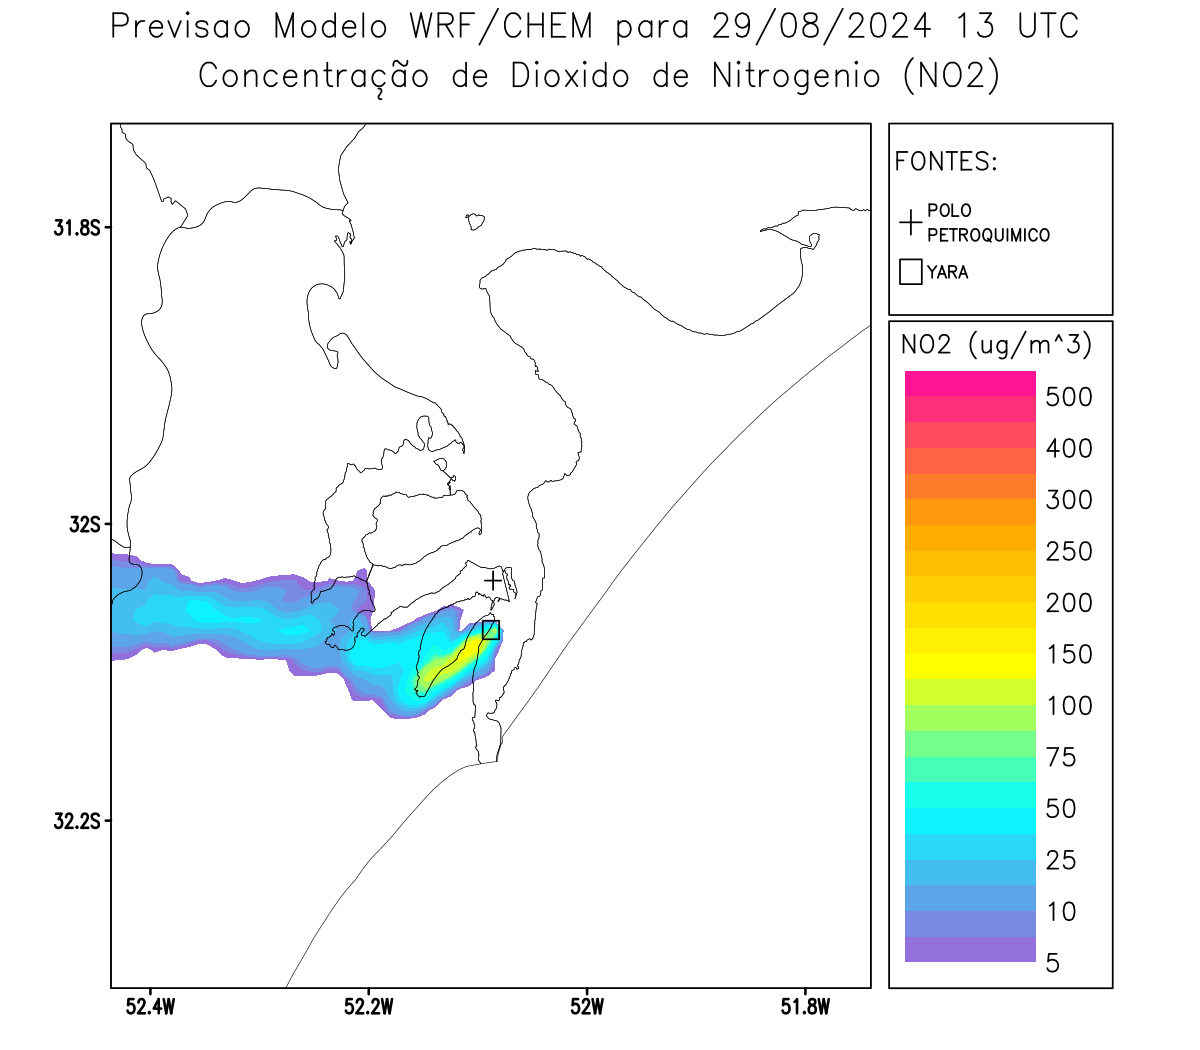 Previsao Modelo WRF/CHEM para 29/08/2024 13 UTC
Concentração de Dioxido de Nitrogenio (NO2)
FONTES:
POLO
PETROQUIMICO
YARA
NO2 (ug/m^3)
500
400
300
250
200
150
100
75
50
25
10
5
31.8S
32S
32.2S
52.4W
52.2W
52W
51.8W